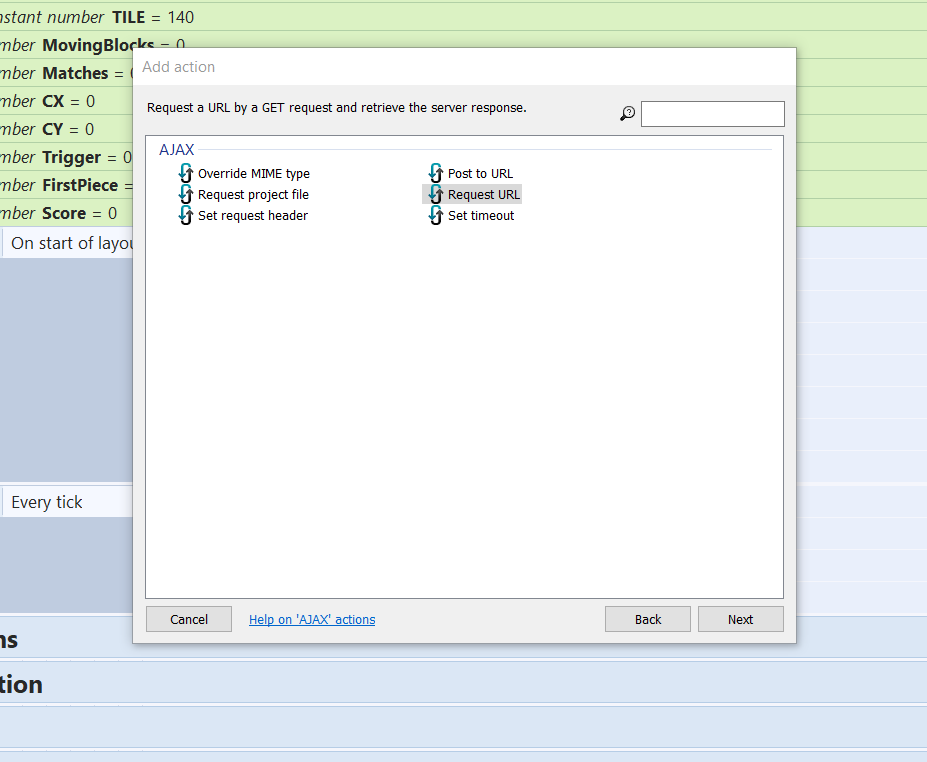 nstant number TILE = 140
mber MovingBlocks = 0
mber Matches = 0
mber CX = 0
mber CY = 0
mber Trigger = 0
mber FirstPiece =
mber Score = 0
On start of layou
Every tick
ns
tion
Add action
Request a URL by a GET request and retrieve the server response.
AJAX
Override MIME type
Post to URL
Request project file
Request URL
Set request header
Set timeout
Cancel
Help on 'AJAX' actions
Back
Next